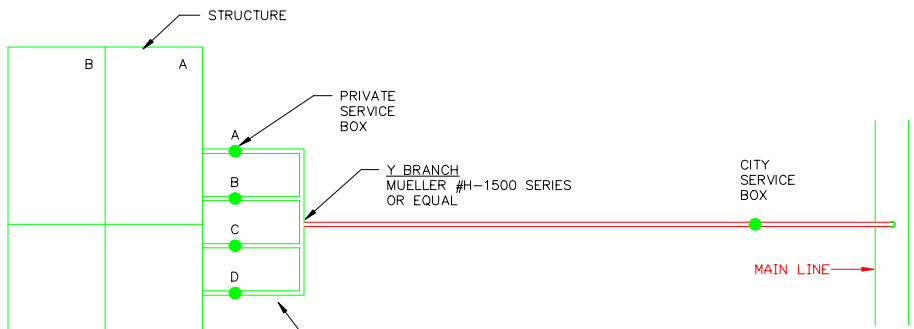 STRUCTURE
B
A
PRIVATE
SERVICE
BOX
A
Y BRANCH
MUELLER #H-1500 SERIES
OR EQUAL
CITY
SERVICE
BOX
B
C
MAIN LINE
D